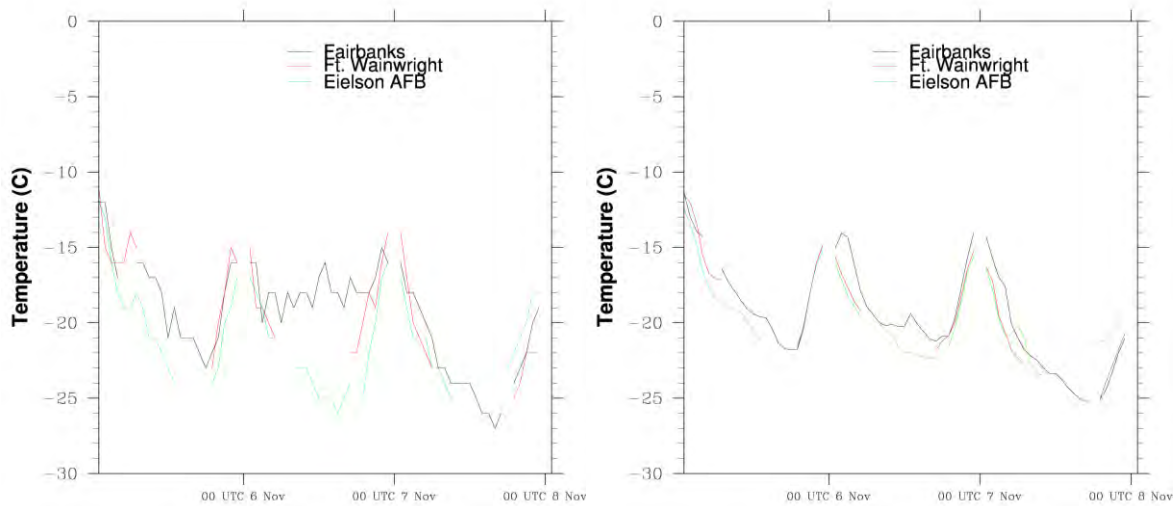 0
Fairbanks
Ft. Wainwright
Eielson AFB
-5
-10
-15
-20
-25
-30
Temperature (C)
00 UTC 6 Nov
00 UTC 7 Nov
00 UTC 8 Nov
0
Fairbanks
Ft. Wainwright
Eielson AFB
-5
-10
-15
-20
-25
-30
Temperature (C)
00 UTC 6 Nov
00 UTC 7 Nov
00 UTC 8 Nov